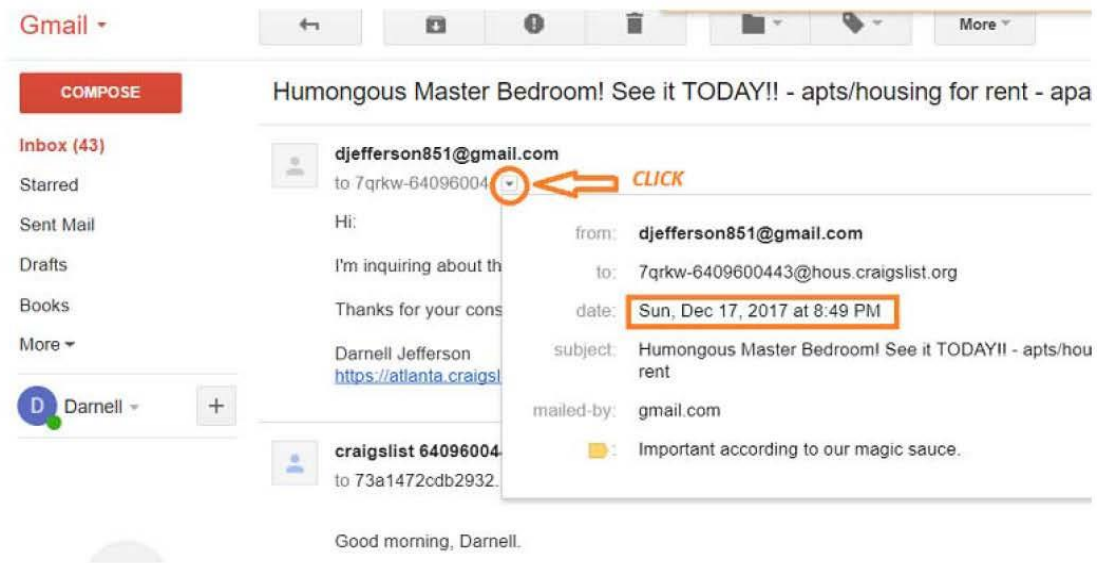 Gmail
More
COMPOSE
Humongous Master Bedroom! See it TODAY!! - apts/housing for rent - apa
Inbox (43)
Starred
Sent Mail
Drafts
Books
More
D Darnell +
djefferson851@gmail.com
to 7qrkw-64096004
CLICK
Hi:
I'm inquiring about th
Thanks for your cons
Darnell Jefferson
https://atlanta.craigsl
from: djefferson851@gmail.com
to: 7qrkw-6409600443@hous.craigslist.org
date: Sun, Dec 17, 2017 at 8:49 PM
subject: Humongous Master Bedroom! See it TODAY!! - apts/hou
rent
mailed-by: gmail.com
: Important according to our magic sauce.
craigslist 64096004
to 73a1472cdb2932.
Good morning, Darnell.